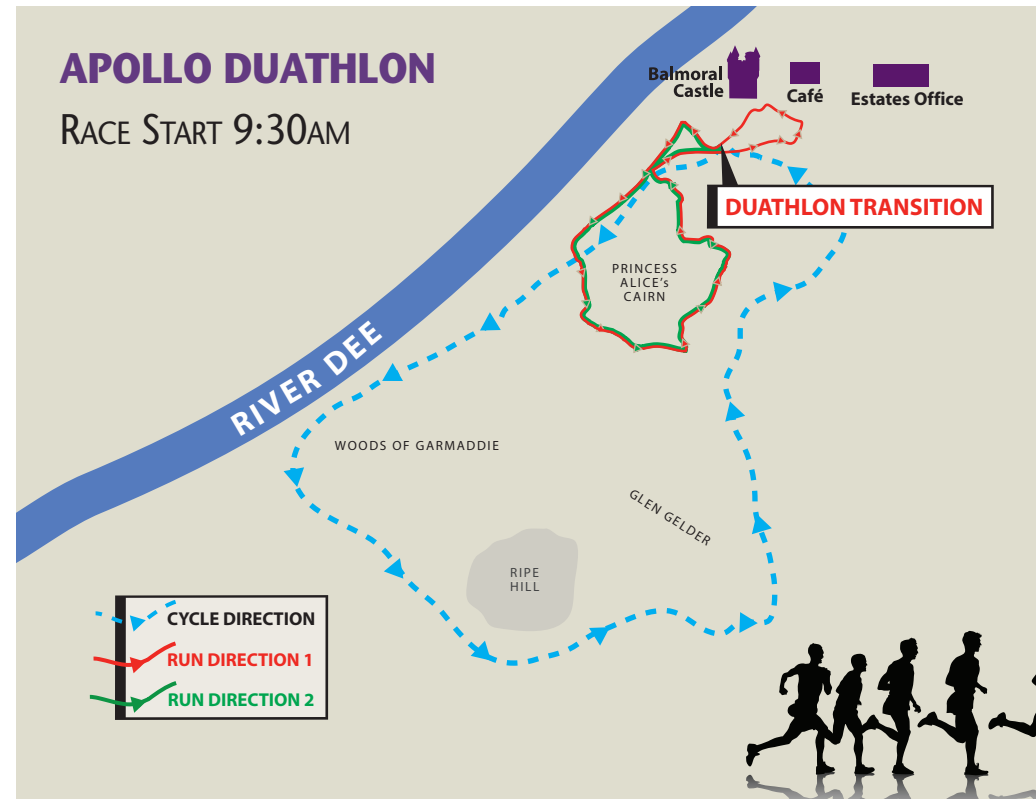 APOLLO DUATHLON
RACE START 9:30AM
Balmoral
Castle
Café
Estates Office
DUATHLON TRANSITION
PRINCESS
ALICE's
CAIRN
RIVER DEE
WOODS OF GARMADDIE
GLEN GELDER
RIPE
HILL
CYCLE DIRECTION
RUN DIRECTION 1
RUN DIRECTION 2